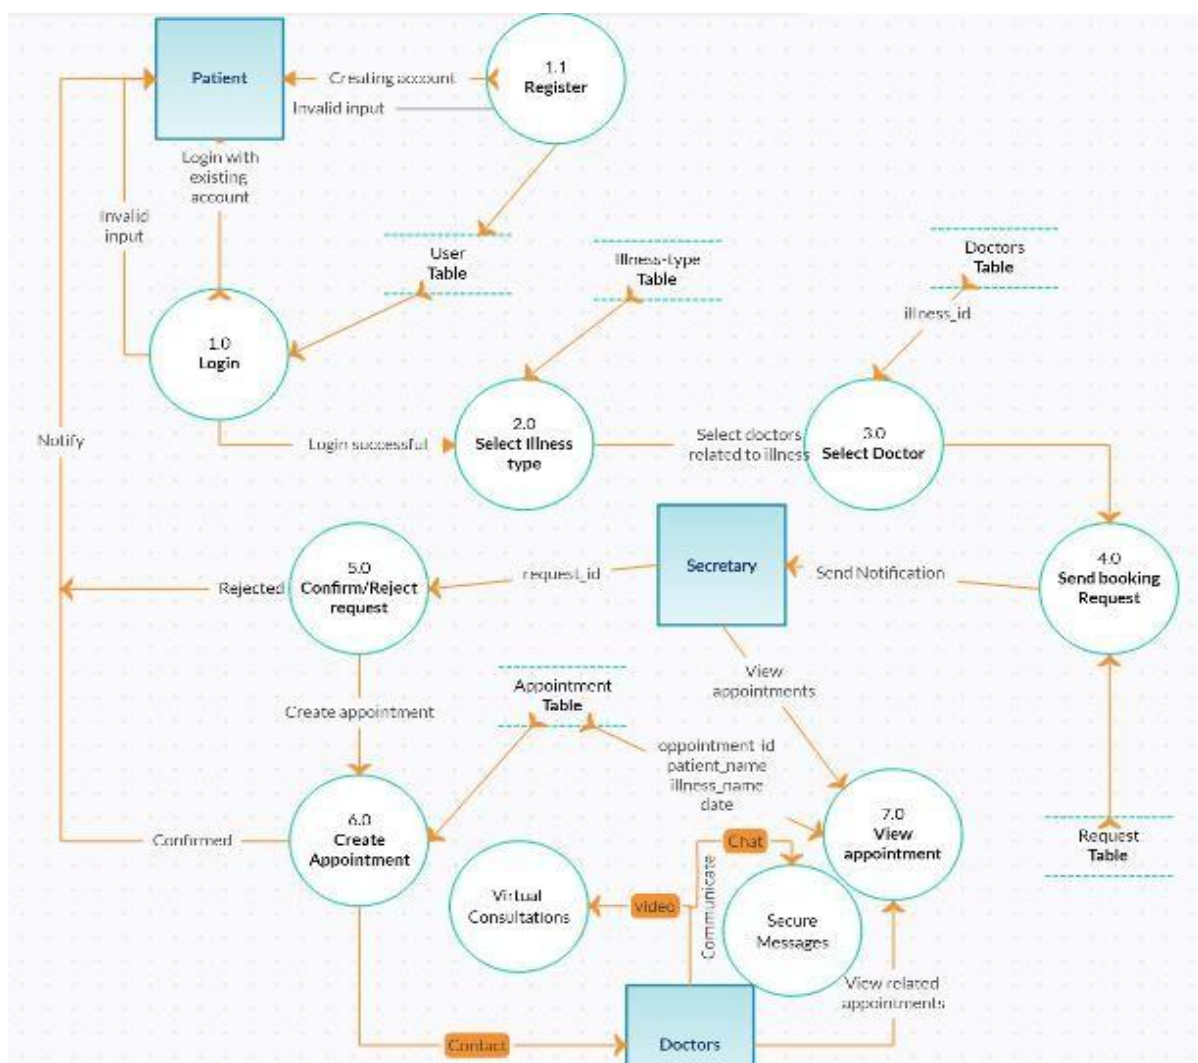 Patient
Creating account
1.1
Register
Invalid input
Login with
existing
account
Invalid
input
User
Table
Illness-type
Table
Doctors
Table
illness_id
1.0
Login
2.0
Select Illness
type
Select doctors
related to illness
3.0
Select Doctor
Notify
Login successful
Secretary
4.0
Send booking
Request
Send Notification
5.0
Confirm/Reject
request
request_id
Rejected
View
appointments
Appointment
Table
Create appointment
oppointment_id
patient_name
illness_name
date
6.0
Create
Appointment
Confirmed
7.0
View
appointment
Request
Table
Chat
Communicate
video
Virtual
Consultations
Secure
Messages
View related
appointments
Contact
Doctors